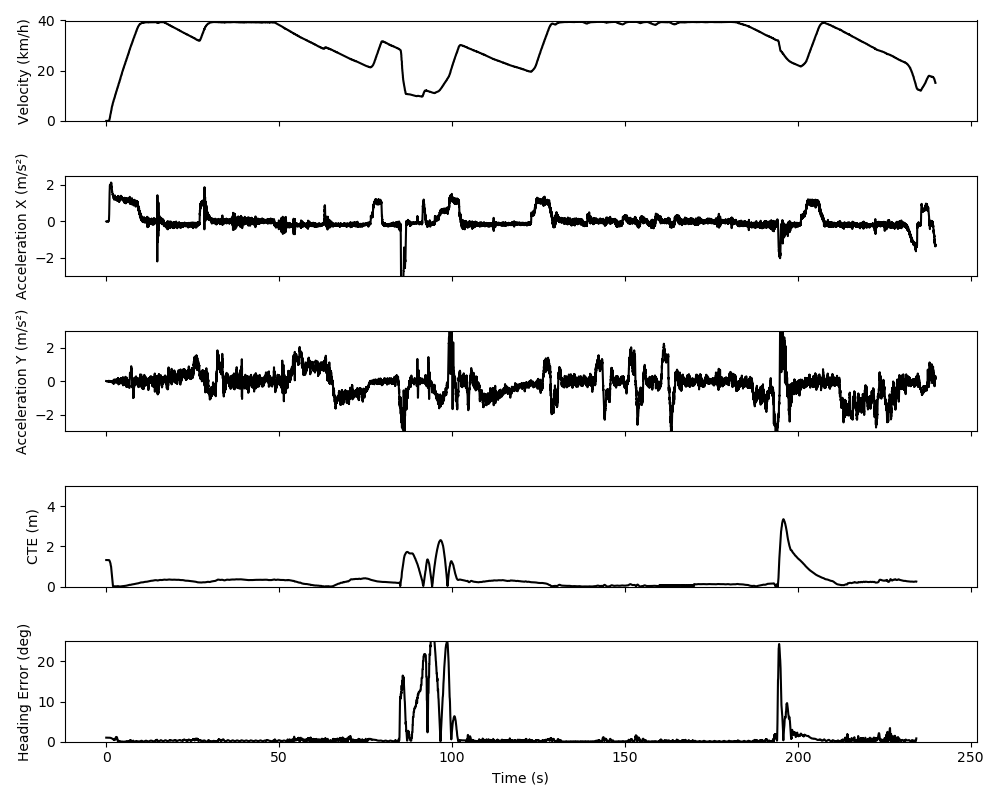 Velocity (km/h)
40
20
0
Acceleration X (m/s²)
2
0
−2
Acceleration Y (m/s²)
2
0
−2
CTE (m)
4
2
0
Heading Error (deg)
20
10
0
0 50 100 150 200 250
Time (s)